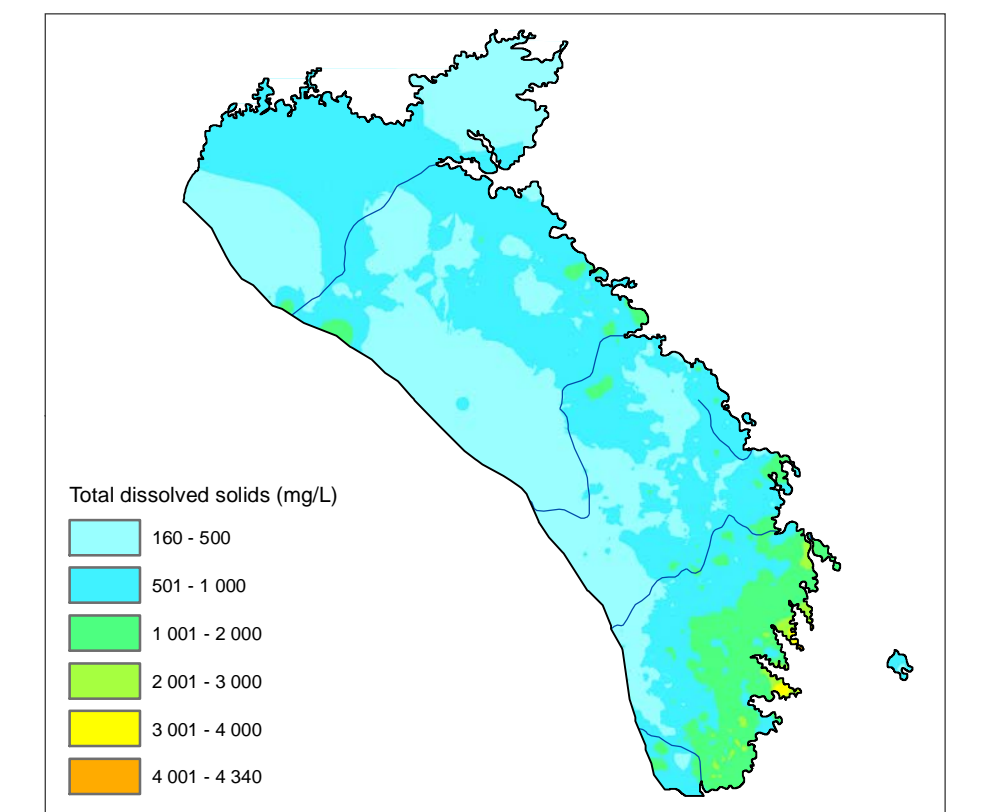 Total dissolved solids (mg/L)
160 - 500
501 - 1 000
1 001 - 2 000
2 001 - 3 000
3 001 - 4 000
4 001 - 4 340